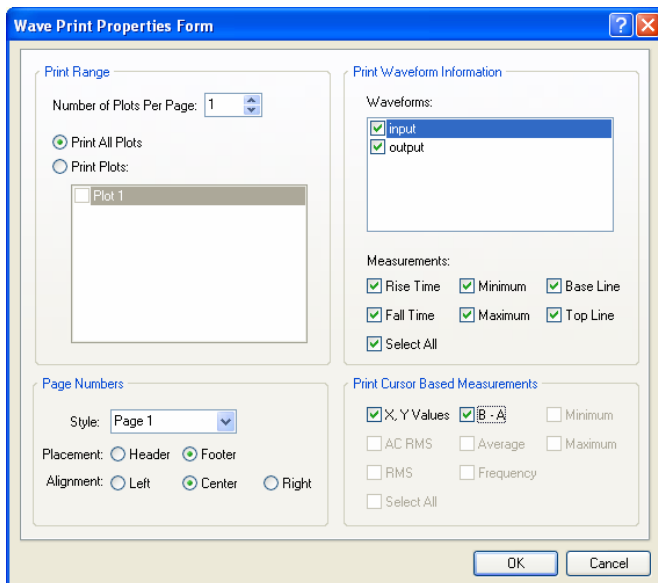 Wave Print Properties Form
Print Range
Number of Plots Per Page: 1
Print All Plots
Print Plots:
Plot 1
Print Waveform Information
Waveforms:
input
output
Measurements:
Rise Time Minimum Base Line
Fall Time Maximum Top Line
Select All
Page Numbers
Style: Page 1
Placement: Header Footer
Alignment: Left Center Right
Print Cursor Based Measurements
X, Y Values B - A Minimum
AC RMS Average Maximum
RMS Frequency
Select All
OK Cancel